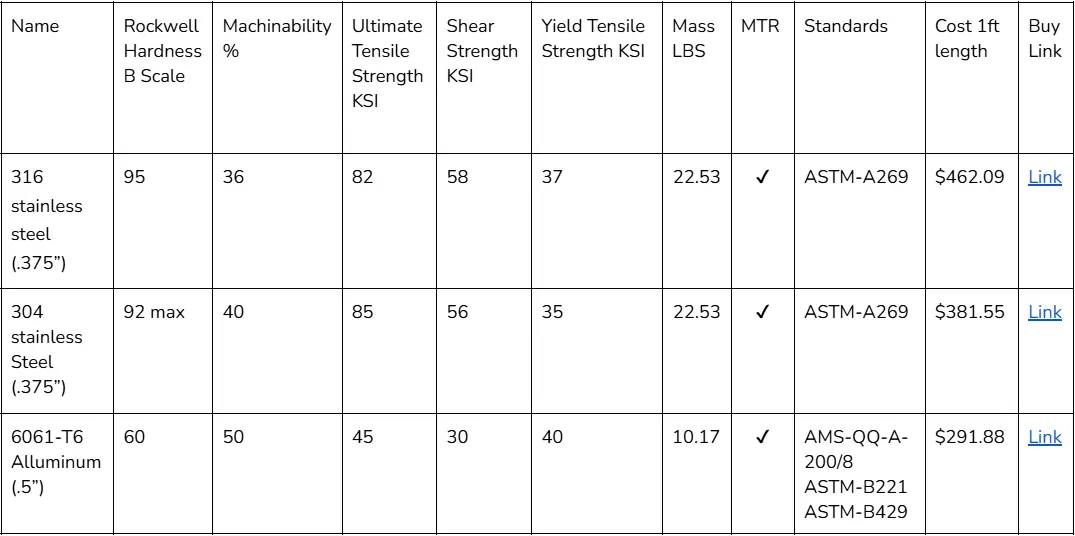 Name Rockwell Hardness B Scale Machinability % Ultimate Tensile Strength KSI Shear Strength KSI Yield Tensile Strength KSI Mass LBS MTR Standards Cost 1ft length Buy Link
316 stainless steel (.375”) 95 36 82 58 37 22.53 ✓ ASTM-A269 $462.09 Link
304 stainless Steel (.375”) 92 max 40 85 56 35 22.53 ✓ ASTM-A269 $381.55 Link
6061-T6 Alluminum (.5”) 60 50 45 30 40 10.17 ✓ AMS-QQ-A-200/8 ASTM-B221 ASTM-B429 $291.88 Link